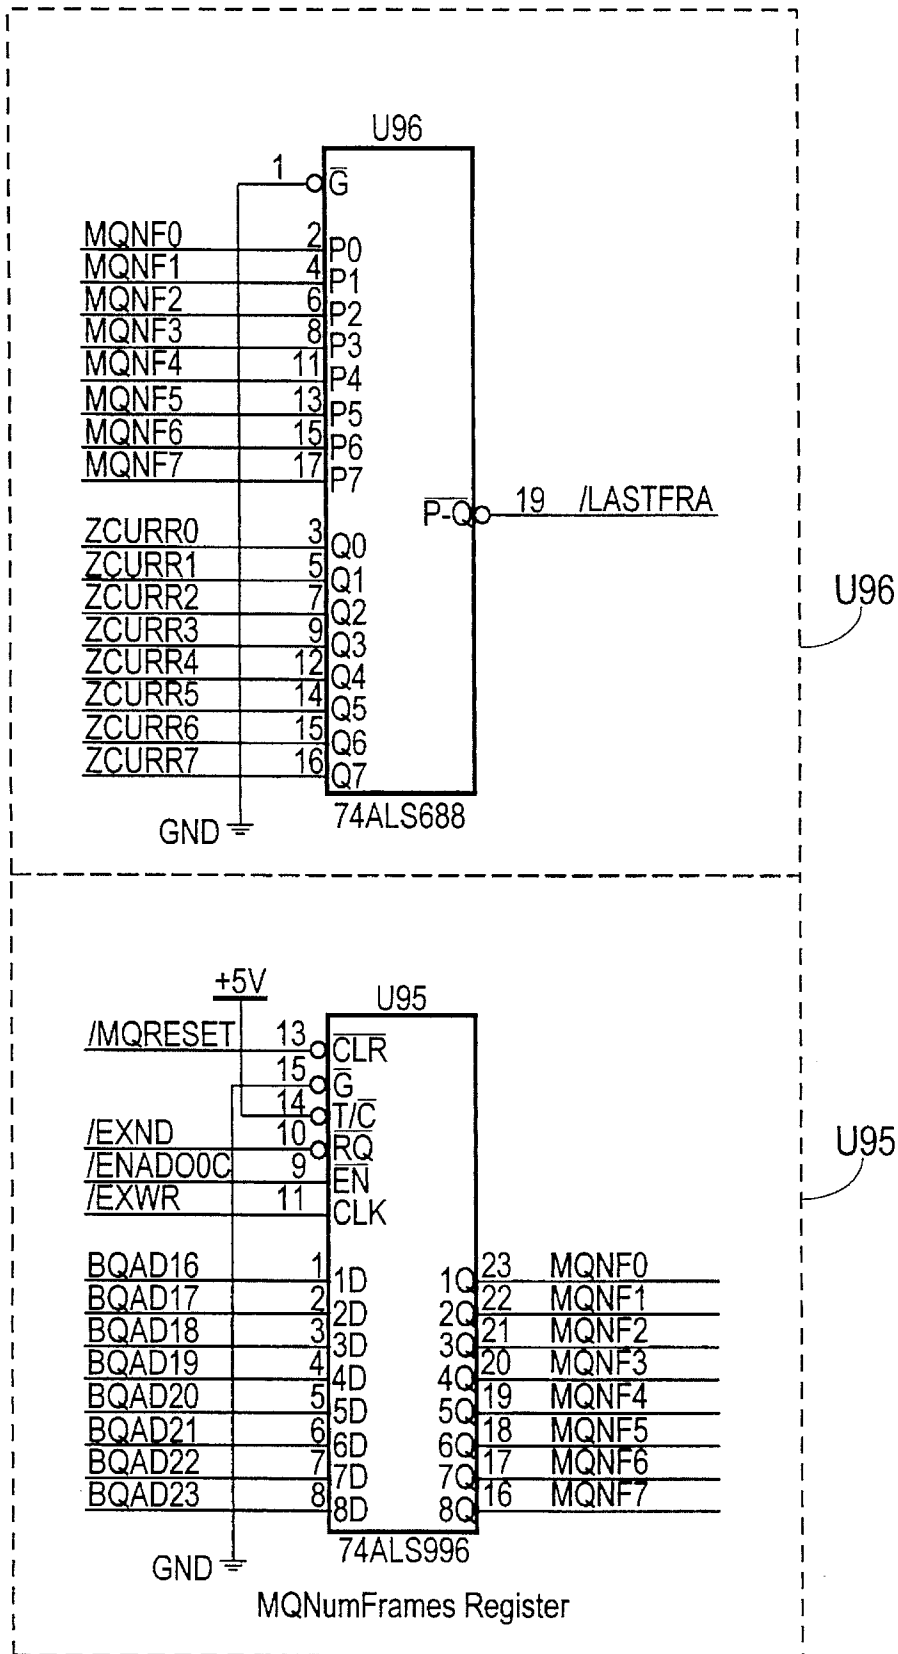 U96
1 G
MQNF0 2 P0
MQNF1 4 P1
MQNF2 6 P2
MQNF3 8 P3
MQNF4 11 P4
MQNF5 13 P5
MQNF6 15 P6
MQNF7 17 P7
P-Q 19 /LASTFRA
ZCURR0 3 Q0
ZCURR1 5 Q1
ZCURR2 7 Q2
ZCURR3 9 Q3
ZCURR4 12 Q4
ZCURR5 14 Q5
ZCURR6 15 Q6
ZCURR7 16 Q7
U96
GND
74ALS688
+5V
U95
/MQRESET 13 CLR
15 G
14 T/C
/EXND 10 RQ
/ENADO0C 9 EN
/EXWR 11 CLK
U95
BQAD16 1 1D 1Q 23 MQNF0
BQAD17 2 2D 2Q 22 MQNF1
BQAD18 3 3D 3Q 21 MQNF2
BQAD19 4 4D 4Q 20 MQNF3
BQAD20 5 5D 5Q 19 MQNF4
BQAD21 6 6D 6Q 18 MQNF5
BQAD22 7 7D 7Q 17 MQNF6
BQAD23 8 8D 8Q 16 MQNF7
74ALS996
GND
MQNumFrames Register